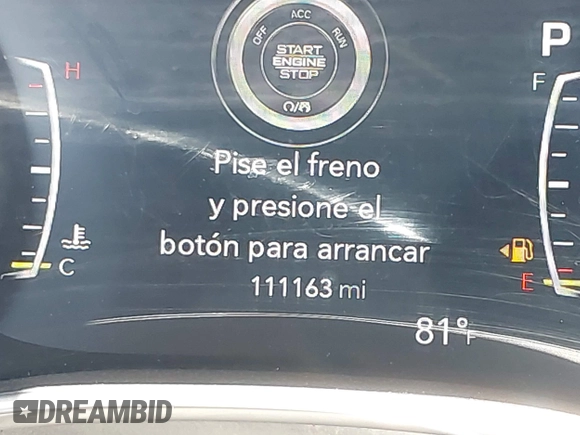 ACC
OFF
RUN
START
ENGINE
STOP
P
H
F
Pise el freno
y presione el
botón para arrancar
C
E
111163 mi
81°F
DREAMBID